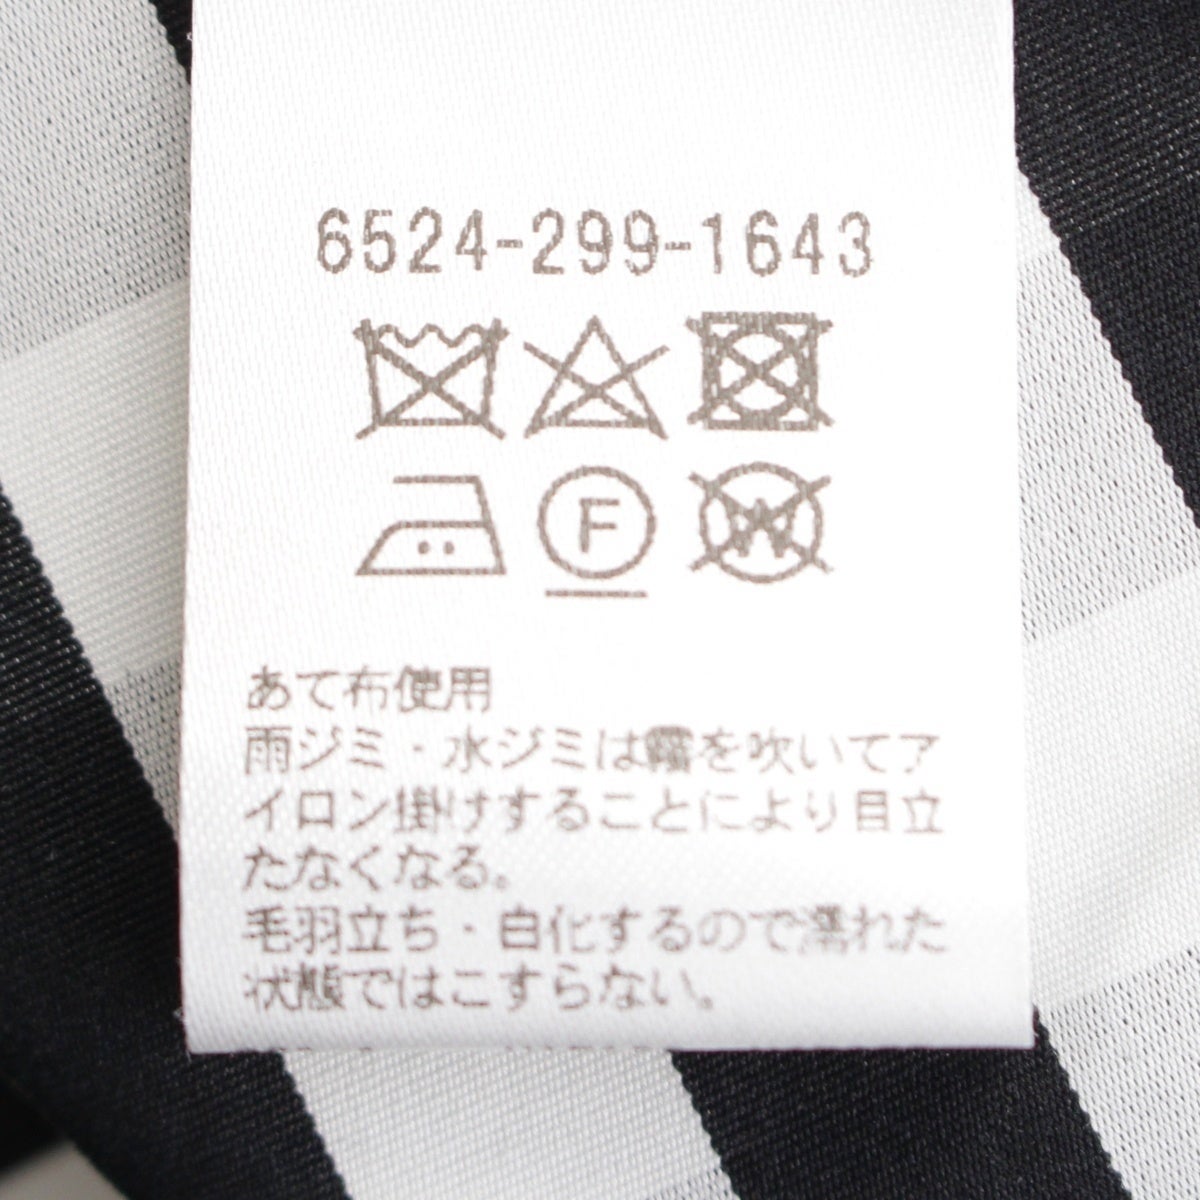 6524-299-1643
F
W
あて布使用
雨ジミ・水ジミは霧を吹いてア
イロン掛けすることにより目立
たなくなる。
毛羽立ち・白化するので濡れた
状態ではこすらない。